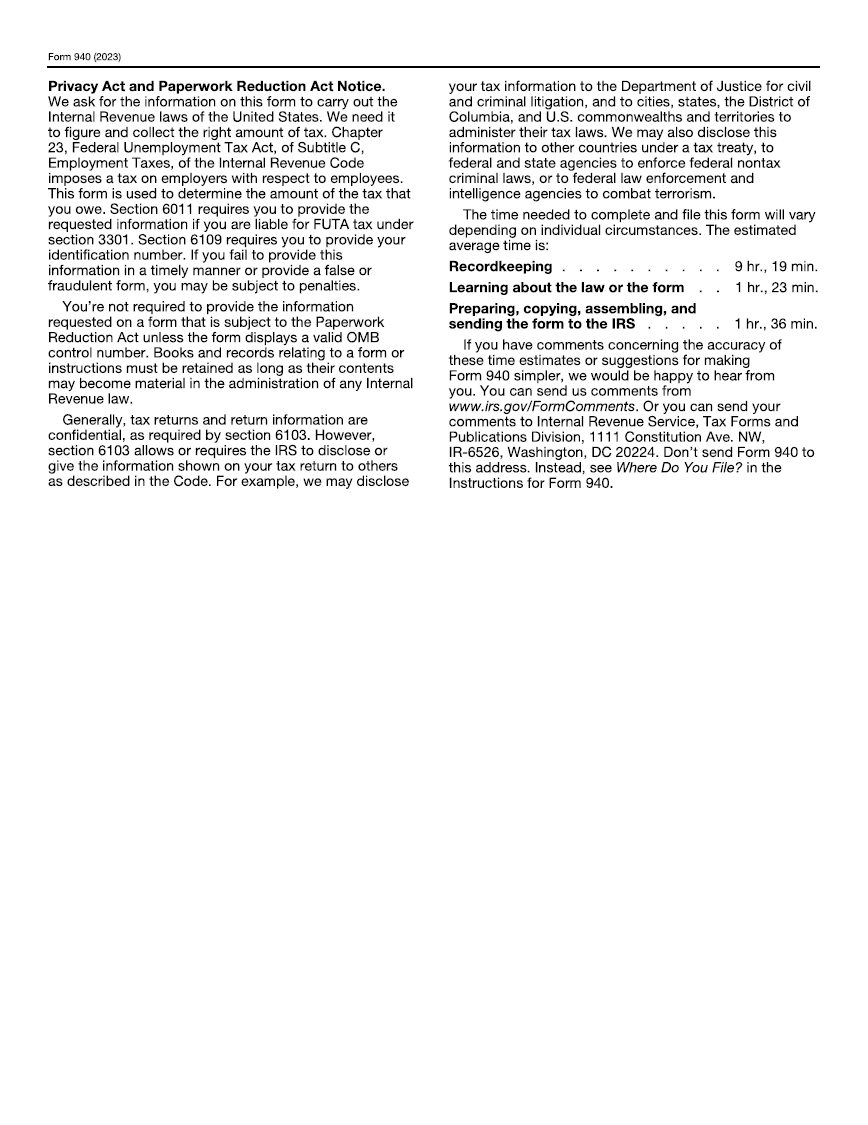 Form 940 (2023)
Privacy Act and Paperwork Reduction Act Notice.
We ask for the information on this form to carry out the
Internal Revenue laws of the United States. We need it
to figure and collect the right amount of tax. Chapter
23, Federal Unemployment Tax Act, of Subtitle C,
Employment Taxes, of the Internal Revenue Code
imposes a tax on employers with respect to employees.
This form is used to determine the amount of the tax that
you owe. Section 6011 requires you to provide the
requested information if you are liable for FUTA tax under
section 3301. Section 6109 requires you to provide your
identification number. If you fail to provide this
information in a timely manner or provide a false or
fraudulent form, you may be subject to penalties.
You’re not required to provide the information
requested on a form that is subject to the Paperwork
Reduction Act unless the form displays a valid OMB
control number. Books and records relating to a form or
instructions must be retained as long as their contents
may become material in the administration of any Internal
Revenue law.
Generally, tax returns and return information are
confidential, as required by section 6103. However,
section 6103 allows or requires the IRS to disclose or
give the information shown on your tax return to others
as described in the Code. For example, we may disclose
your tax information to the Department of Justice for civil
and criminal litigation, and to cities, states, the District of
Columbia, and U.S. commonwealths and territories to
administer their tax laws. We may also disclose this
information to other countries under a tax treaty, to
federal and state agencies to enforce federal nontax
criminal laws, or to federal law enforcement and
intelligence agencies to combat terrorism.
The time needed to complete and file this form will vary
depending on individual circumstances. The estimated
average time is:
Recordkeeping . . . . . . . . . . 9 hr., 19 min.
Learning about the law or the form . . 1 hr., 23 min.
Preparing, copying, assembling, and
sending the form to the IRS . . . . . 1 hr., 36 min.
If you have comments concerning the accuracy of
these time estimates or suggestions for making
Form 940 simpler, we would be happy to hear from
you. You can send us comments from
www.irs.gov/FormComments. Or you can send your
comments to Internal Revenue Service, Tax Forms and
Publications Division, 1111 Constitution Ave. NW,
IR-6526, Washington, DC 20224. Don’t send Form 940 to
this address. Instead, see Where Do You File? in the
Instructions for Form 940.